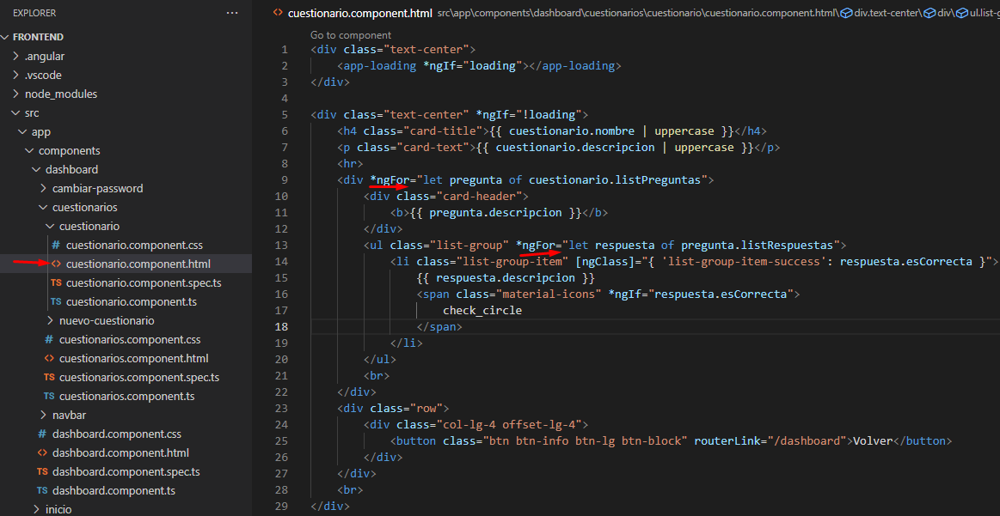 EXPLORER
···
FRONTEND
.angular
.vscode
node_modules
src
app
components
dashboard
cambiar-password
cuestionarios
cuestionario
# cuestionario.component.css
<> cuestionario.component.html
TS cuestionario.component.spec.ts
TS cuestionario.component.ts
nuevo-cuestionario
# cuestionarios.component.css
<> cuestionarios.component.html
TS cuestionarios.component.spec.ts
TS cuestionarios.component.ts
navbar
# dashboard.component.css
<> dashboard.component.html
TS dashboard.component.spec.ts
TS dashboard.component.ts
inicio
<> cuestionario.component.html src\app\components\dashboard\cuestionarios\cuestionario\cuestionario.component.html\div.text-center\div\ul.list-g
Go to component
1 <div class="text-center">
2 <app-loading *ngIf="loading"></app-loading>
3 </div>
4
5 <div class="text-center" *ngIf="!loading">
6 <h4 class="card-title">{{ cuestionario.nombre | uppercase }}</h4>
7 <p class="card-text">{{ cuestionario.descripcion | uppercase }}</p>
8 <hr>
9 <div *ngFor="let pregunta of cuestionario.listPreguntas">
10 <div class="card-header">
11 <b>{{ pregunta.descripcion }}</b>
12 </div>
13 <ul class="list-group" *ngFor="let respuesta of pregunta.listRespuestas">
14 <li class="list-group-item" [ngClass]="{ 'list-group-item-success': respuesta.esCorrecta }">
15 {{ respuesta.descripcion }}
16 <span class="material-icons" *ngIf="respuesta.esCorrecta">
17 check_circle
18 </span>
19 </li>
20 </ul>
21 <br>
22 </div>
23 <div class="row">
24 <div class="col-lg-4 offset-lg-4">
25 <button class="btn btn-info btn-lg btn-block" routerLink="/dashboard">Volver</button>
26 </div>
27 </div>
28 <br>
29 </div>